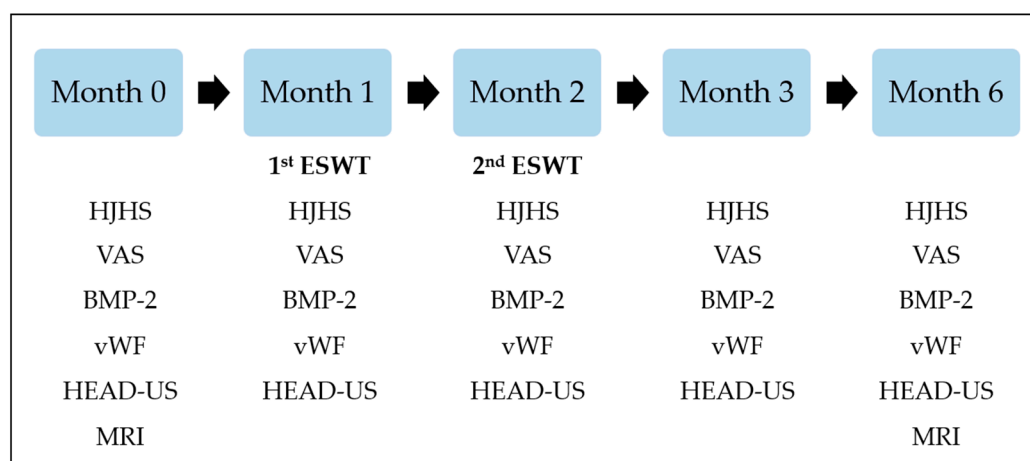 Month 0 Month 1 Month 2 Month 3 Month 6
1st ESWT 2nd ESWT
HJHS HJHS HJHS HJHS HJHS
VAS VAS VAS VAS VAS
BMP-2 BMP-2 BMP-2 BMP-2 BMP-2
vWF vWF vWF vWF vWF
HEAD-US HEAD-US HEAD-US HEAD-US HEAD-US
MRI MRI